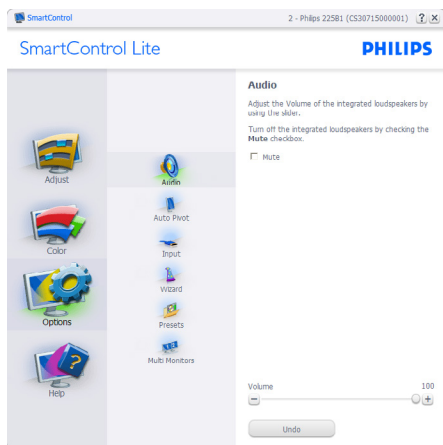 SmartControl
2 - Philips 225B1 (CS30715000001)
SmartControl Lite
PHILIPS
Adjust
Color
Options
Help
Audio
Auto Pivot
Input
Wizard
Presets
Multi Monitors
Audio
Adjust the Volume of the integrated loudspeakers by
using the slider.
Turn off the integrated loudspeakers by checking the
Mute checkbox.
Mute
Volume
100
Undo